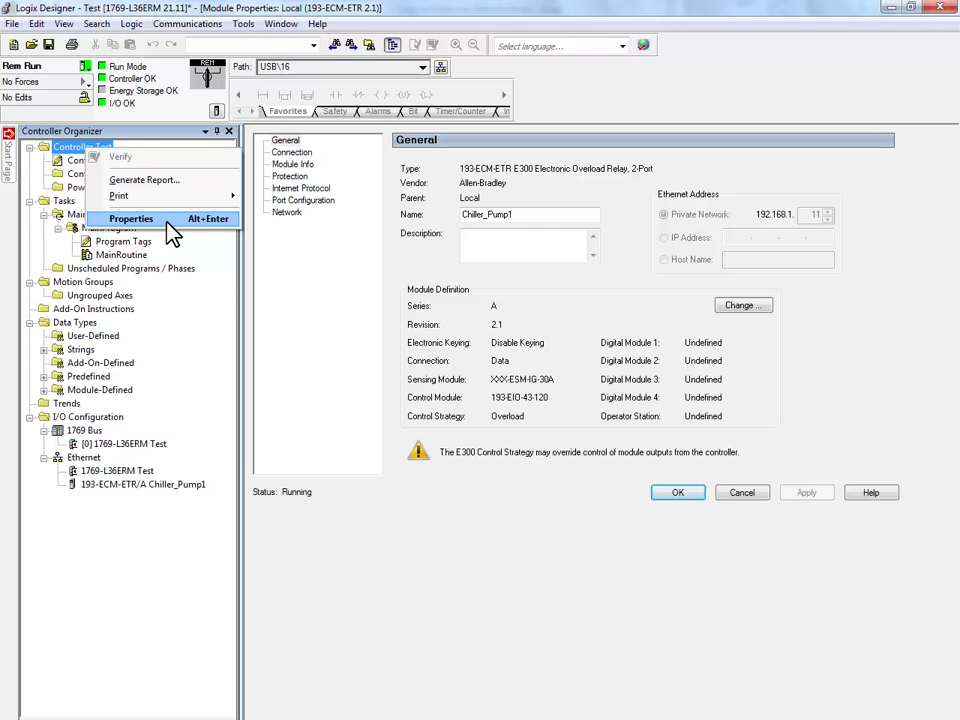 Logix Designer - Test [1769-L36ERM 21.11]* - [Module Properties: Local (193-ECM-ETR 2.1)]
File Edit View Search Logic Communications Tools Window Help
Select language...
Rem Run
Run Mode
No Forces
Controller OK
Energy Storage OK
No Edits
I/O OK
REM
Path: USB\16
Favorites Safety Alarms Bit Timer/Counter
Start Page
Controller Organizer
Controller Test
Verify
Generate Report...
Print
Properties Alt+Enter
Tasks
Program Tags
MainRoutine
Unscheduled Programs / Phases
Motion Groups
Ungrouped Axes
Add-On Instructions
Data Types
User-Defined
Strings
Add-On-Defined
Predefined
Module-Defined
Trends
I/O Configuration
1769 Bus
[0] 1769-L36ERM Test
Ethernet
1769-L36ERM Test
193-ECM-ETR/A Chiller_Pump1
General
Connection
Module Info
Protection
Internet Protocol
Port Configuration
Network
General
Type: 193-ECM-ETR E300 Electronic Overload Relay, 2-Port
Vendor: Allen-Bradley
Parent: Local
Name: Chiller_Pump1
Description:
Ethernet Address
Private Network: 192.168.1. 11
IP Address:
Host Name:
Module Definition
Series: A
Change ...
Revision: 2.1
Electronic Keying: Disable Keying
Digital Module 1: Undefined
Connection: Data
Digital Module 2: Undefined
Sensing Module: XXX-ESM-IG-30A
Digital Module 3: Undefined
Control Module: 193-EIO-43-120
Digital Module 4: Undefined
Control Strategy: Overload
Operator Station: Undefined
The E300 Control Strategy may override control of module outputs from the controller.
Status: Running
OK Cancel Apply Help